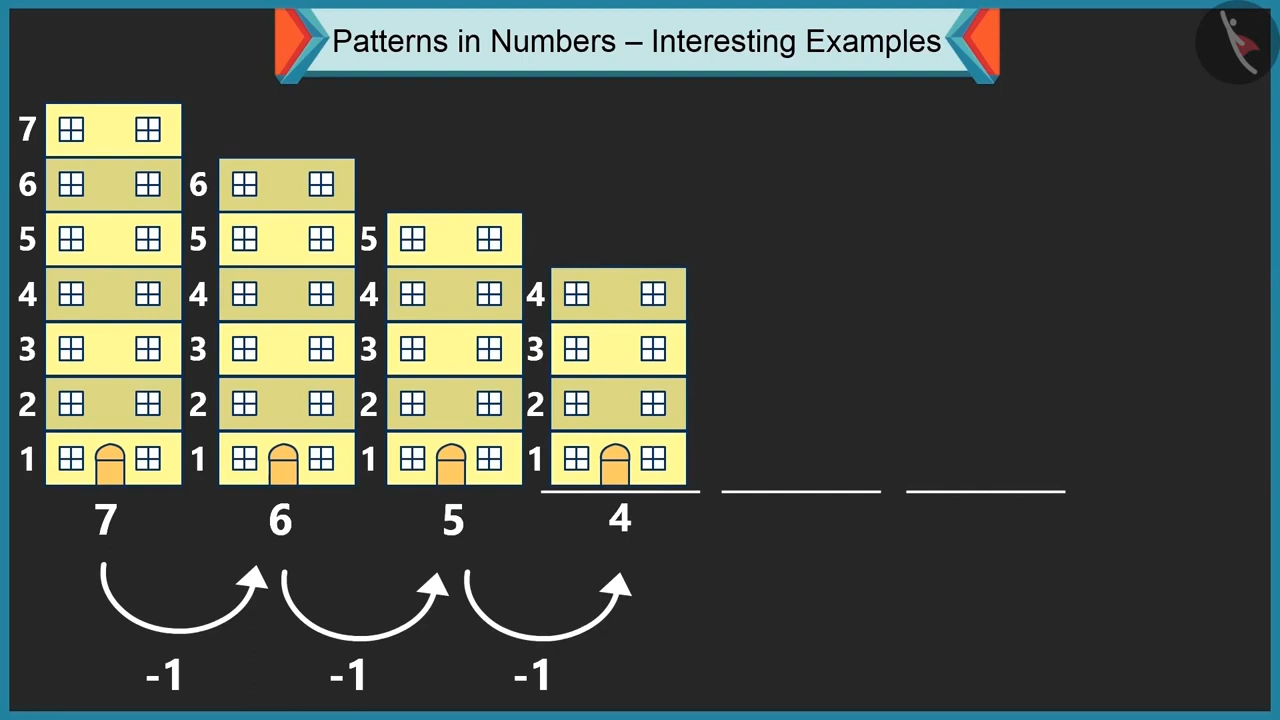 Patterns in Numbers – Interesting Examples
7
6 6
5 5 5
4 4 4 4
3 3 3 3
2 2 2 2
1 1 1 1
7 6 5 4
-1 -1 -1